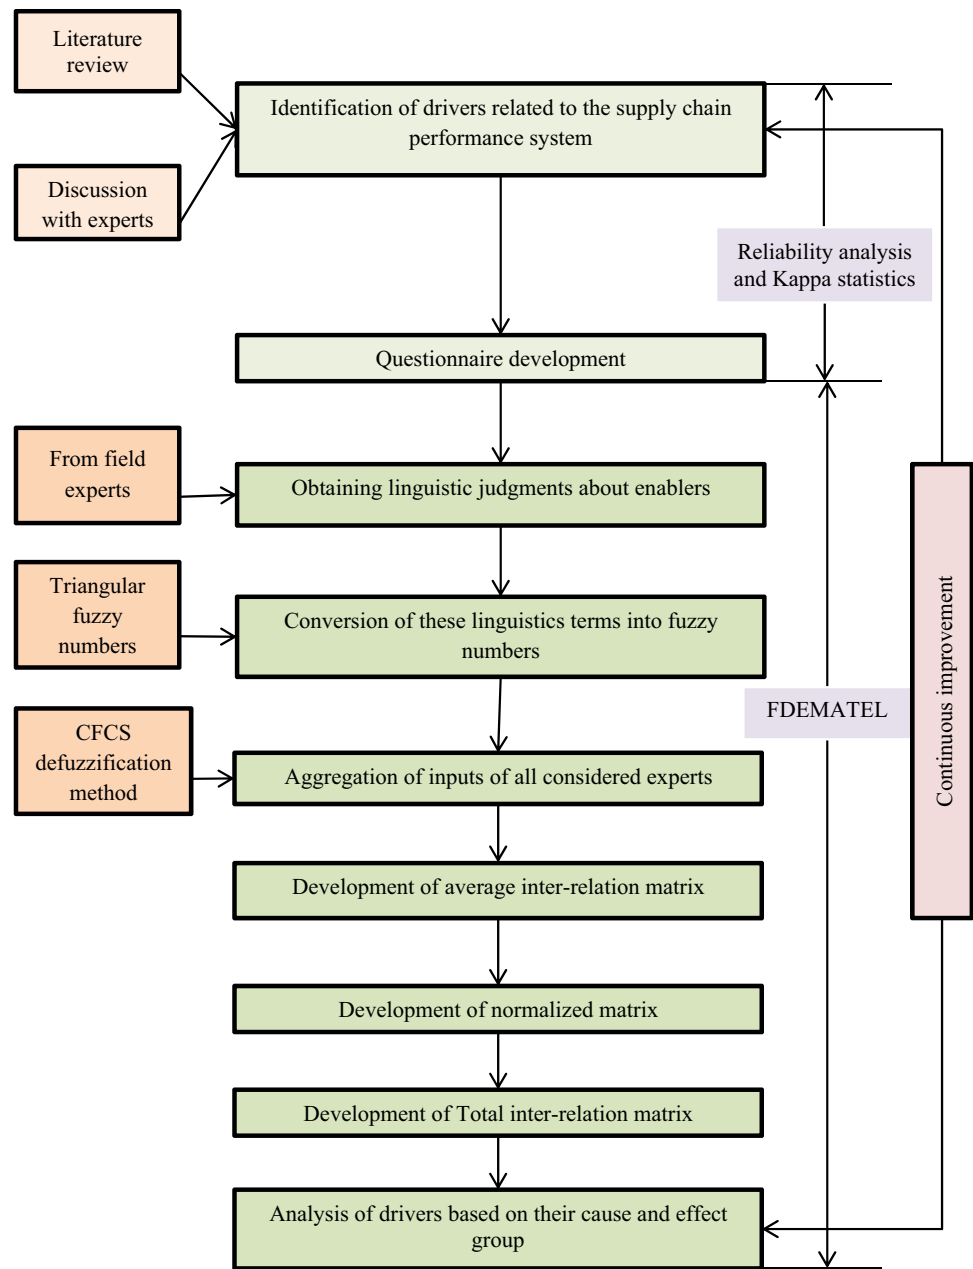 Literature
review
Identification of drivers related to the supply chain
performance system
Discussion
with experts
Reliability analysis
and Kappa statistics
Questionnaire development
From field
experts
Obtaining linguistic judgments about enablers
Triangular
fuzzy
numbers
Conversion of these linguistics terms into fuzzy
numbers
Continuous improvement
FDEMATEL
CFCS
defuzzification
method
Aggregation of inputs of all considered experts
Development of average inter-relation matrix
Development of normalized matrix
Development of Total inter-relation matrix
Analysis of drivers based on their cause and effect
group